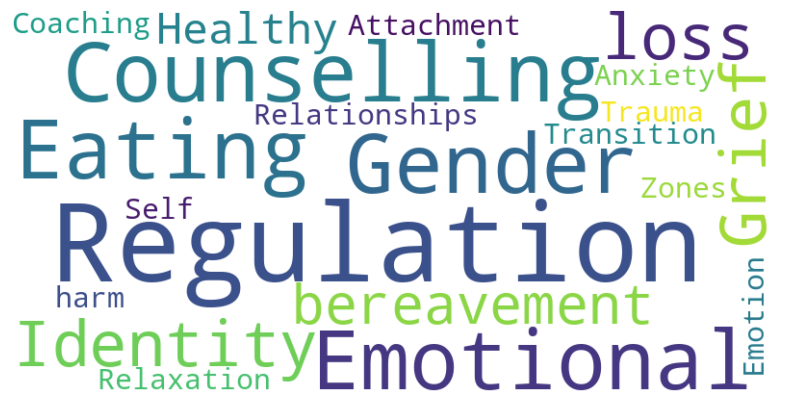 Coaching
Healthy
Attachment
loss
Counselling
Anxiety
Relationships
Trauma
Transition
Eating
Gender
Grief
Zones
Self
Regulation
harm
bereavement
Emotion
Identity
Emotional
Relaxation